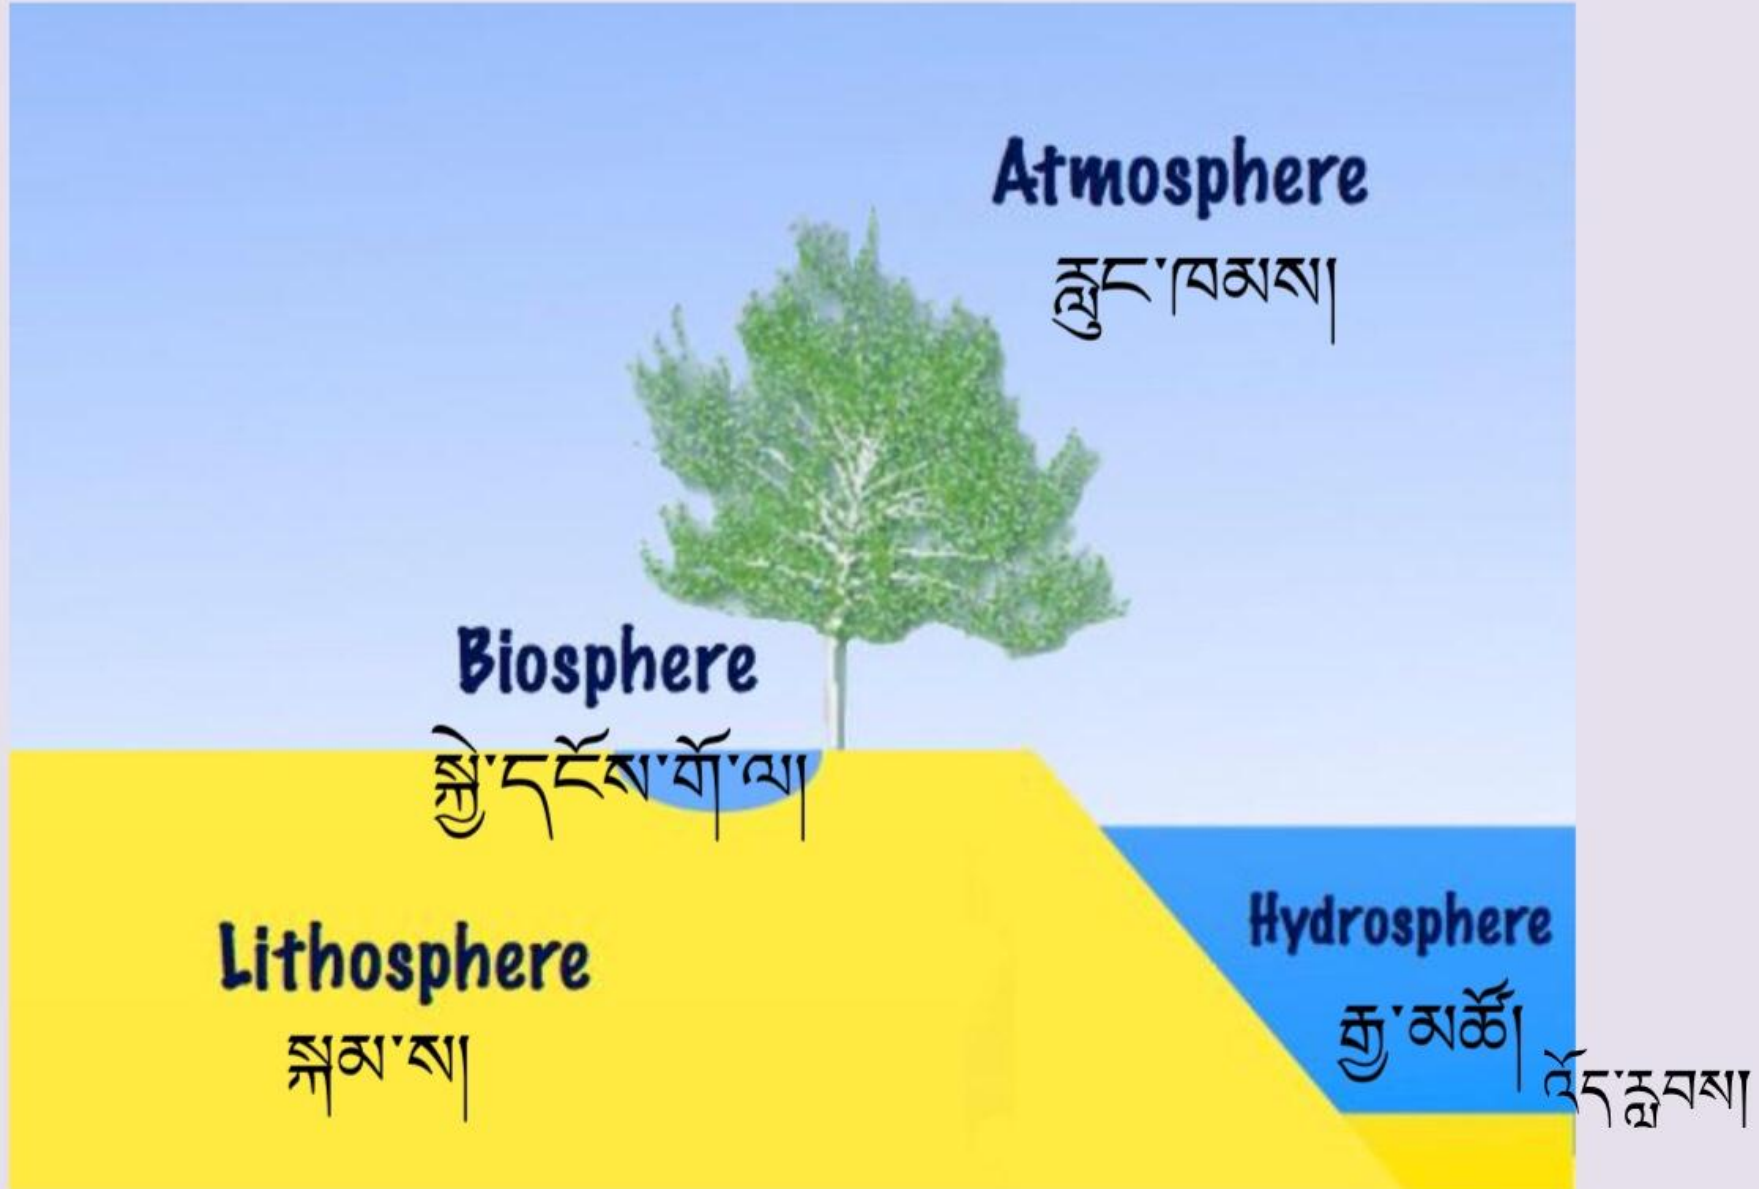 Atmosphere
རླུང་ཁམས།
Biosphere
སྐྱེ་དངོས་གོ་ལ།
Lithosphere
སྐམ་ས།
Hydrosphere
རྒྱ་མཚོ།
འོད་རླབས།